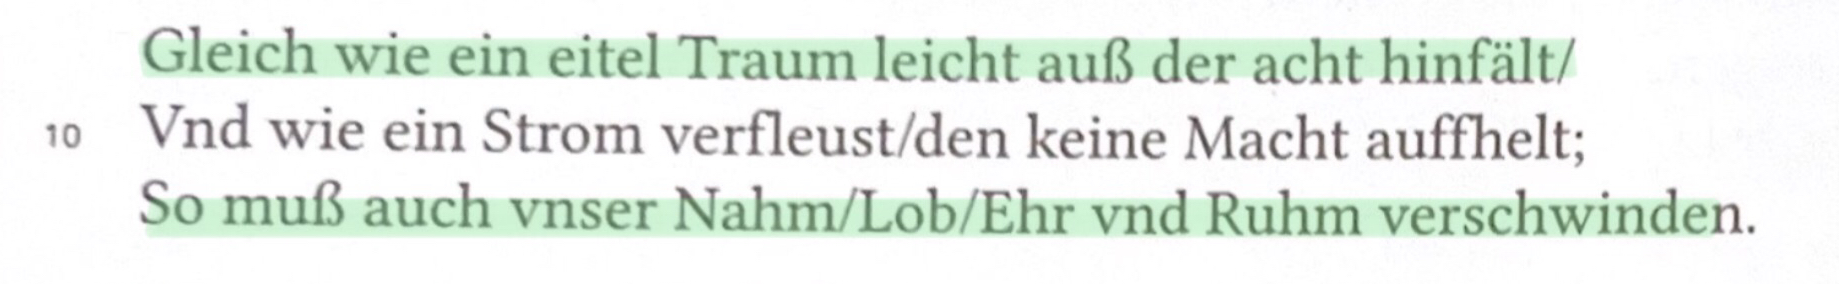 Gleich wie ein eitel Traum leicht auß der acht hinfält/
10 Vnd wie ein Strom verfleust/den keine Macht auffhelt;
So muß auch vnser Nahm/Lob/Ehr vnd Ruhm verschwinden.